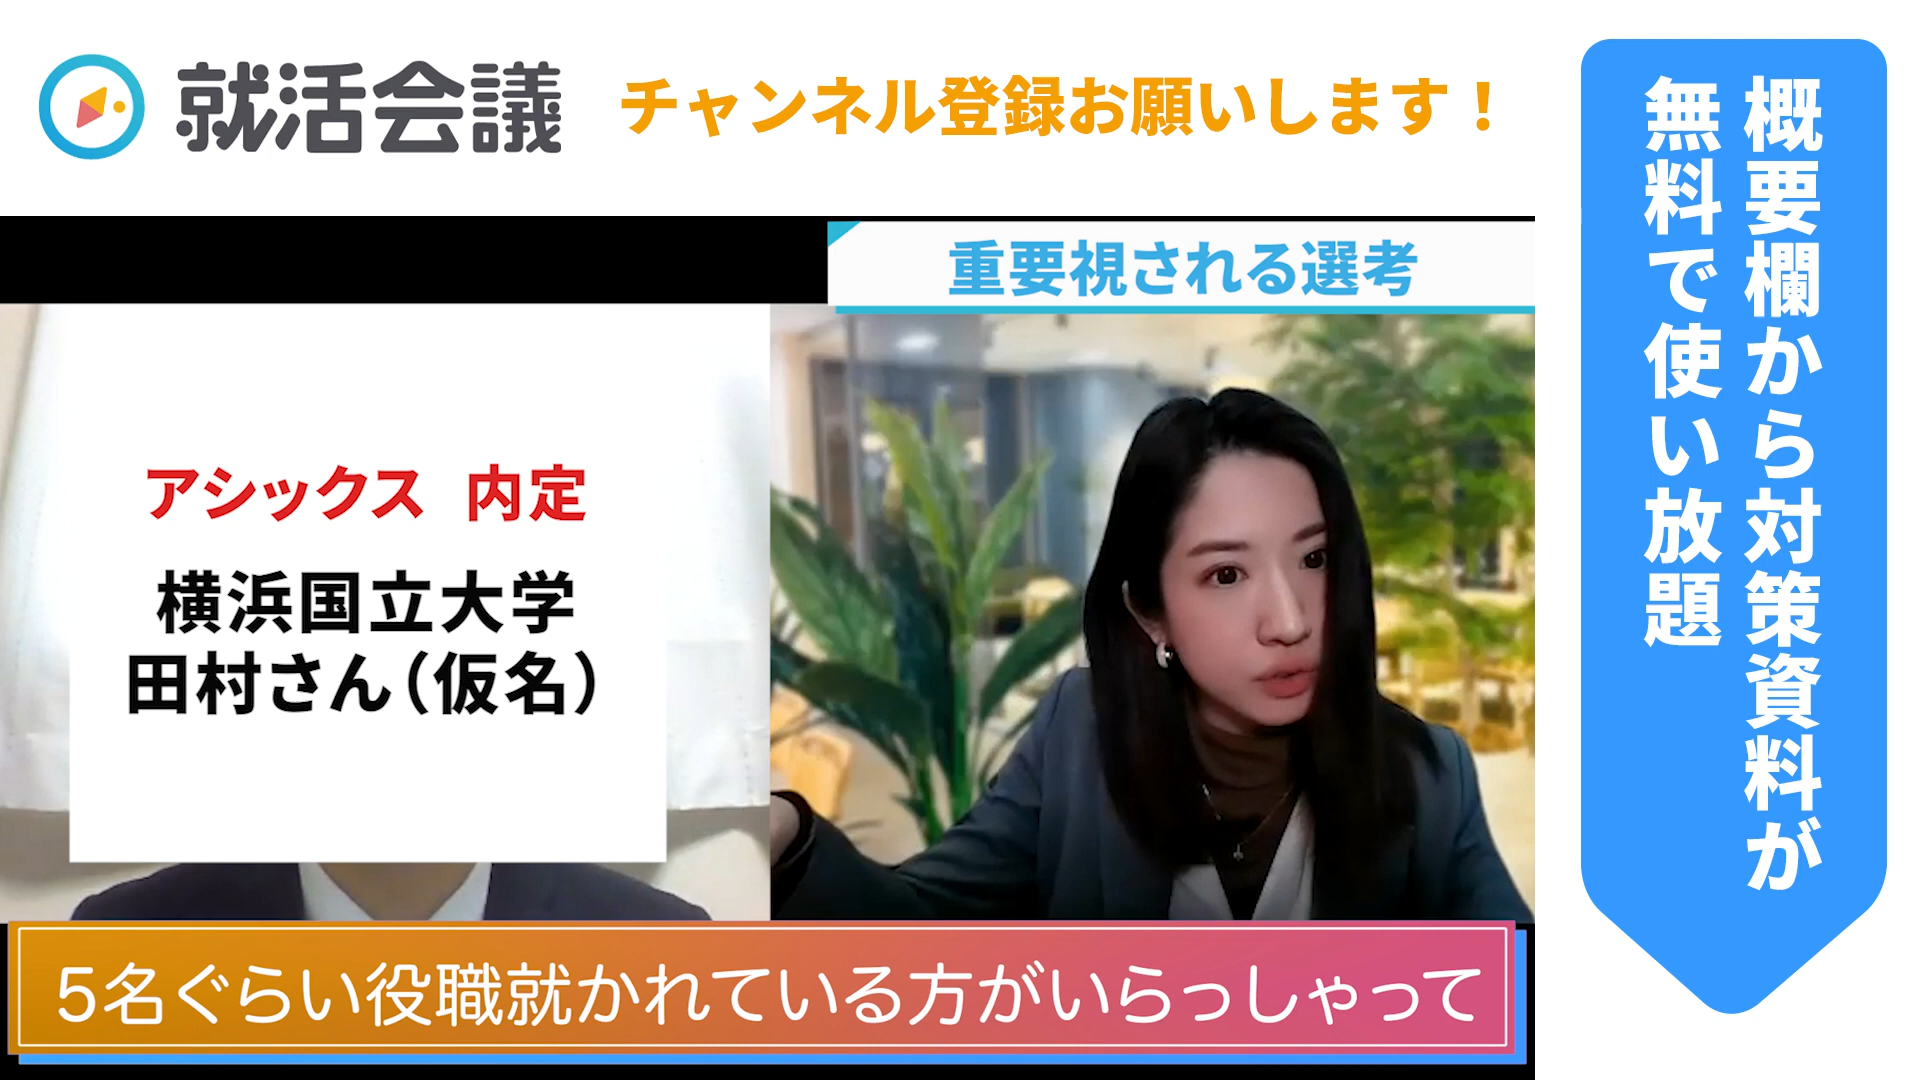 就活会議
チャンネル登録お願いします！
概要欄から対策資料が
無料で使い放題
重要視される選考
アシックス 内定
横浜国立大学
田村さん（仮名）
5名ぐらい役職就かれている方がいらっしゃって